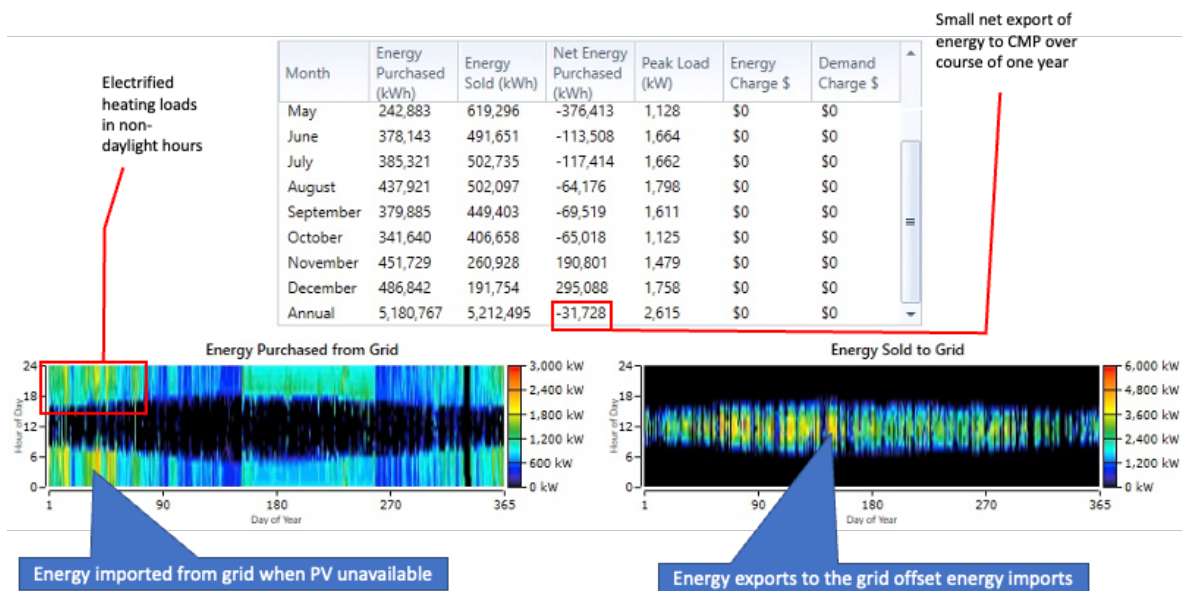 Small net export of
energy to CMP over
course of one year
Electrified
heating loads
in non-
daylight hours
Month Energy Purchased (kWh) Energy Sold (kWh) Net Energy Purchased (kWh) Peak Load (kW) Energy Charge $ Demand Charge $
May 242,883 619,296 -376,413 1,128 $0 $0
June 378,143 491,651 -113,508 1,664 $0 $0
July 385,321 502,735 -117,414 1,662 $0 $0
August 437,921 502,097 -64,176 1,798 $0 $0
September 379,885 449,403 -69,519 1,611 $0 $0
October 341,640 406,658 -65,018 1,125 $0 $0
November 451,729 260,928 190,801 1,479 $0 $0
December 486,842 191,754 295,088 1,758 $0 $0
Annual 5,180,767 5,212,495 -31,728 2,615 $0 $0
Energy Purchased from Grid
24
18
12
6
0
Hour of Day
1 90 180 270 365
Day of Year
3,000 kW
2,400 kW
1,800 kW
1,200 kW
600 kW
0 kW
Energy Sold to Grid
24
18
12
6
0
Hour of Day
1 90 180 270 365
Day of Year
6,000 kW
4,800 kW
3,600 kW
2,400 kW
1,200 kW
0 kW
Energy imported from grid when PV unavailable
Energy exports to the grid offset energy imports